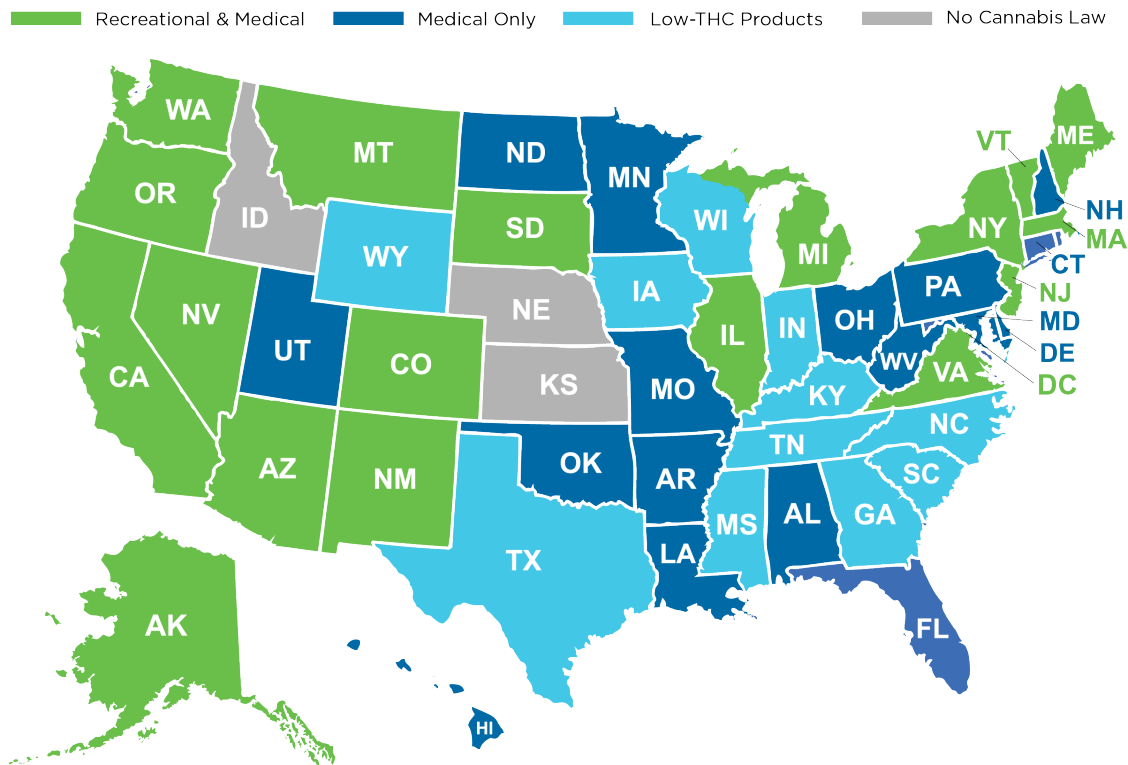 Recreational & Medical
Medical Only
Low-THC Products
No Cannabis Law
WA
MT
ND
MN
ME
VT
OR
ID
SD
WI
NY
NH
MA
MI
WY
CT
PA
NJ
IA
NE
NV
OH
MD
IL
IN
UT
DE
WV
CO
CA
VA
DC
KS
MO
KY
NC
TN
AZ
OK
NM
AR
SC
AL
GA
MS
TX
LA
AK
FL
HI